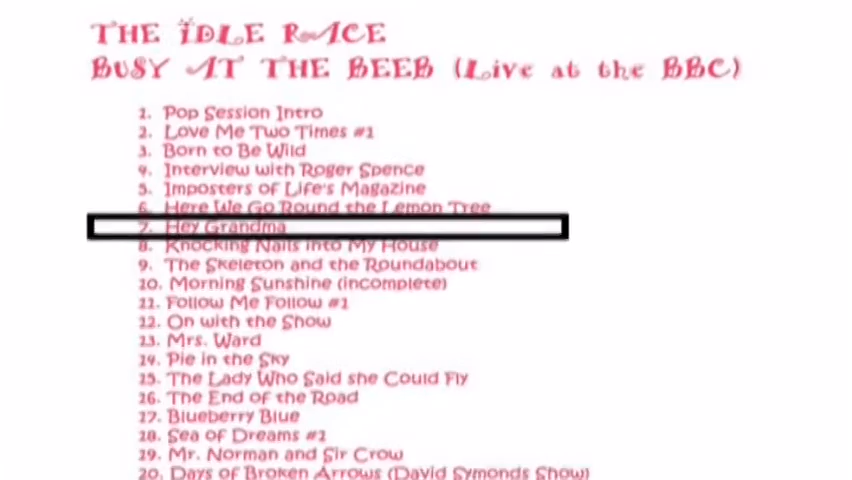 THE IDLE RACE
BUSY AT THE BEEB (Live at the BBC)
1. Pop Session Intro
2. Love Me Two Times #1
3. Born to Be Wild
4. Interview with Roger Spence
5. Imposters of Life's Magazine
6. Here We Go Round the Lemon Tree
7. Hey Grandma
8. Knocking Nails into My House
9. The Skeleton and the Roundabout
10. Morning Sunshine (incomplete)
11. Follow Me Follow #1
12. On with the Show
13. Mrs. Ward
14. Pie in the Sky
15. The Lady Who Said she Could Fly
16. The End of the Road
17. Blueberry Blue
18. Sea of Dreams #1
19. Mr. Norman and Sir Crow
20. Days of Broken Arrows (David Symonds Show)